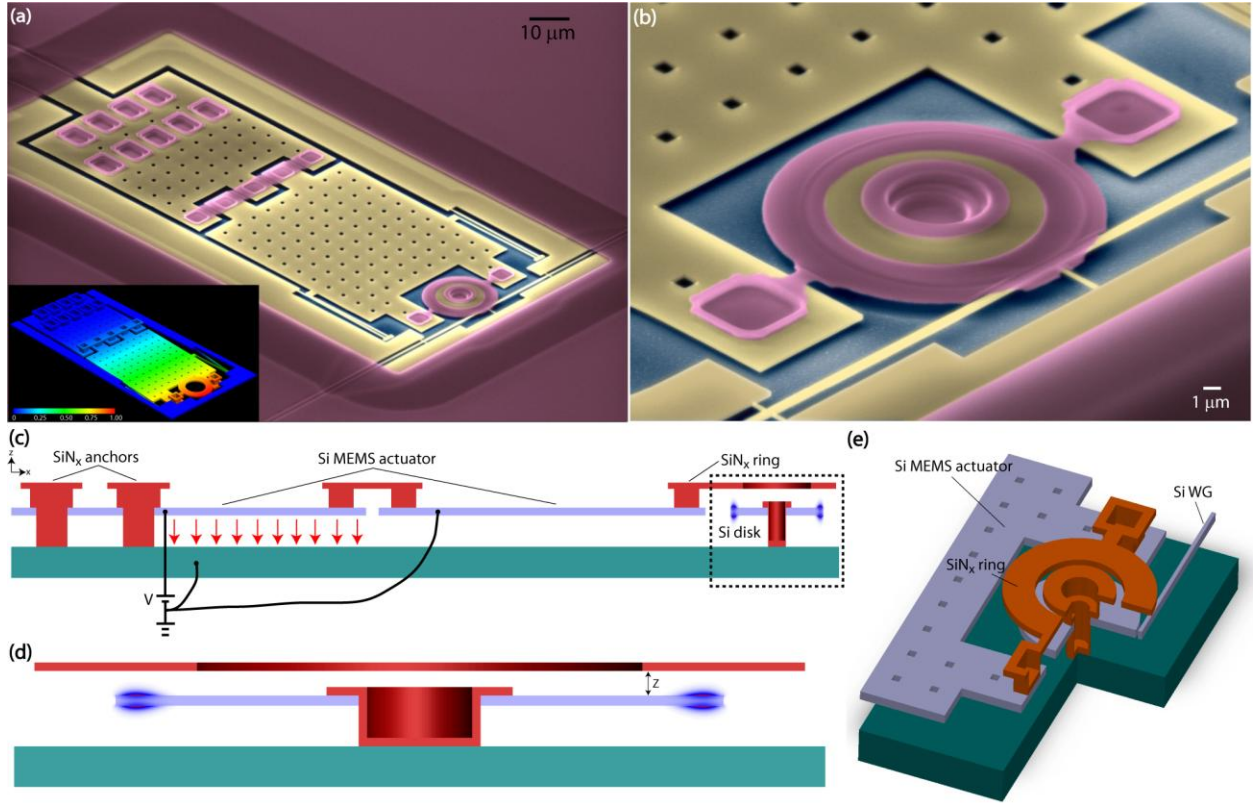 (a)
10 μm
0 0.25 0.50 0.75 1.00
(b)
1 μm
(c)
z
x
SiNx anchors
Si MEMS actuator
SiNx ring
Si disk
V
(d)
z
(e)
Si MEMS actuator
Si WG
SiNx ring